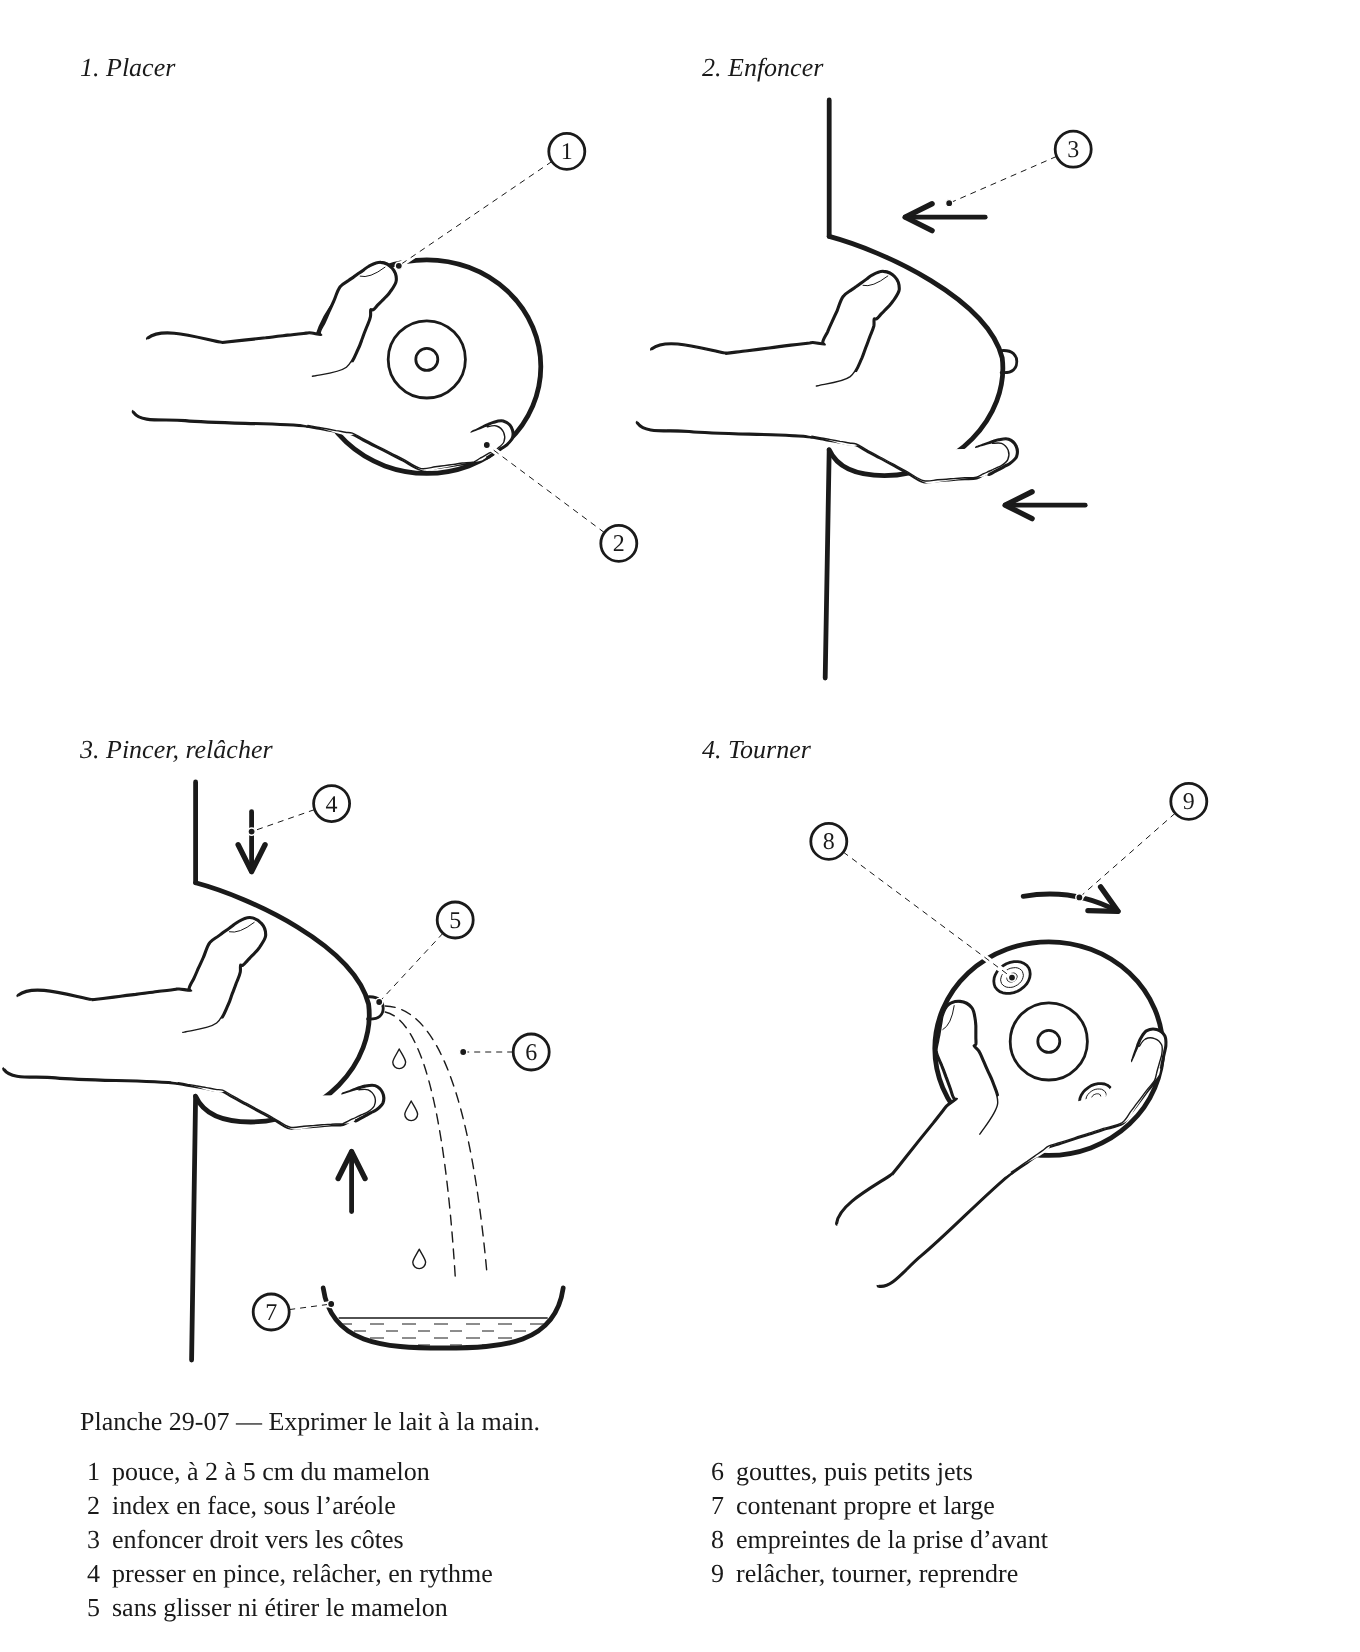 1. Placer
2. Enfoncer
1
3
2
3. Pincer, relâcher
4. Tourner
4
9
8
5
6
7
Planche 29-07 — Exprimer le lait à la main.
1 pouce, à 2 à 5 cm du mamelon
2 index en face, sous l’aréole
3 enfoncer droit vers les côtes
4 presser en pince, relâcher, en rythme
5 sans glisser ni étirer le mamelon
6 gouttes, puis petits jets
7 contenant propre et large
8 empreintes de la prise d’avant
9 relâcher, tourner, reprendre